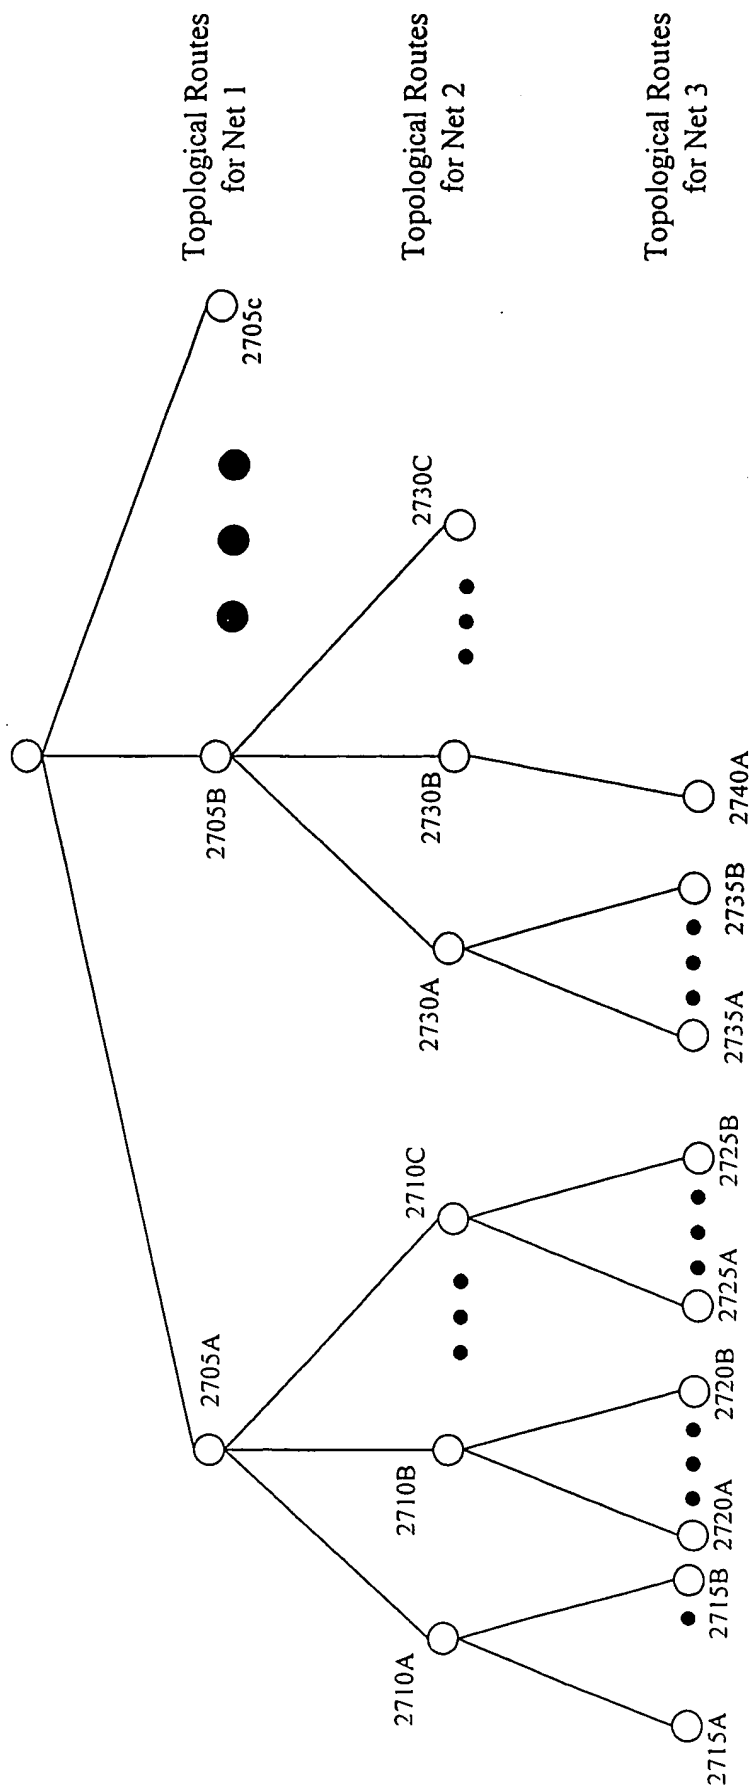 Topological Routes
for Net 1
2705A
2705B
2705c
Topological Routes
for Net 2
2710A
2710B
2710C
2730A
2730B
2730C
Topological Routes
for Net 3
2715A
2715B
2720A
2720B
2725A
2725B
2735A
2735B
2740A